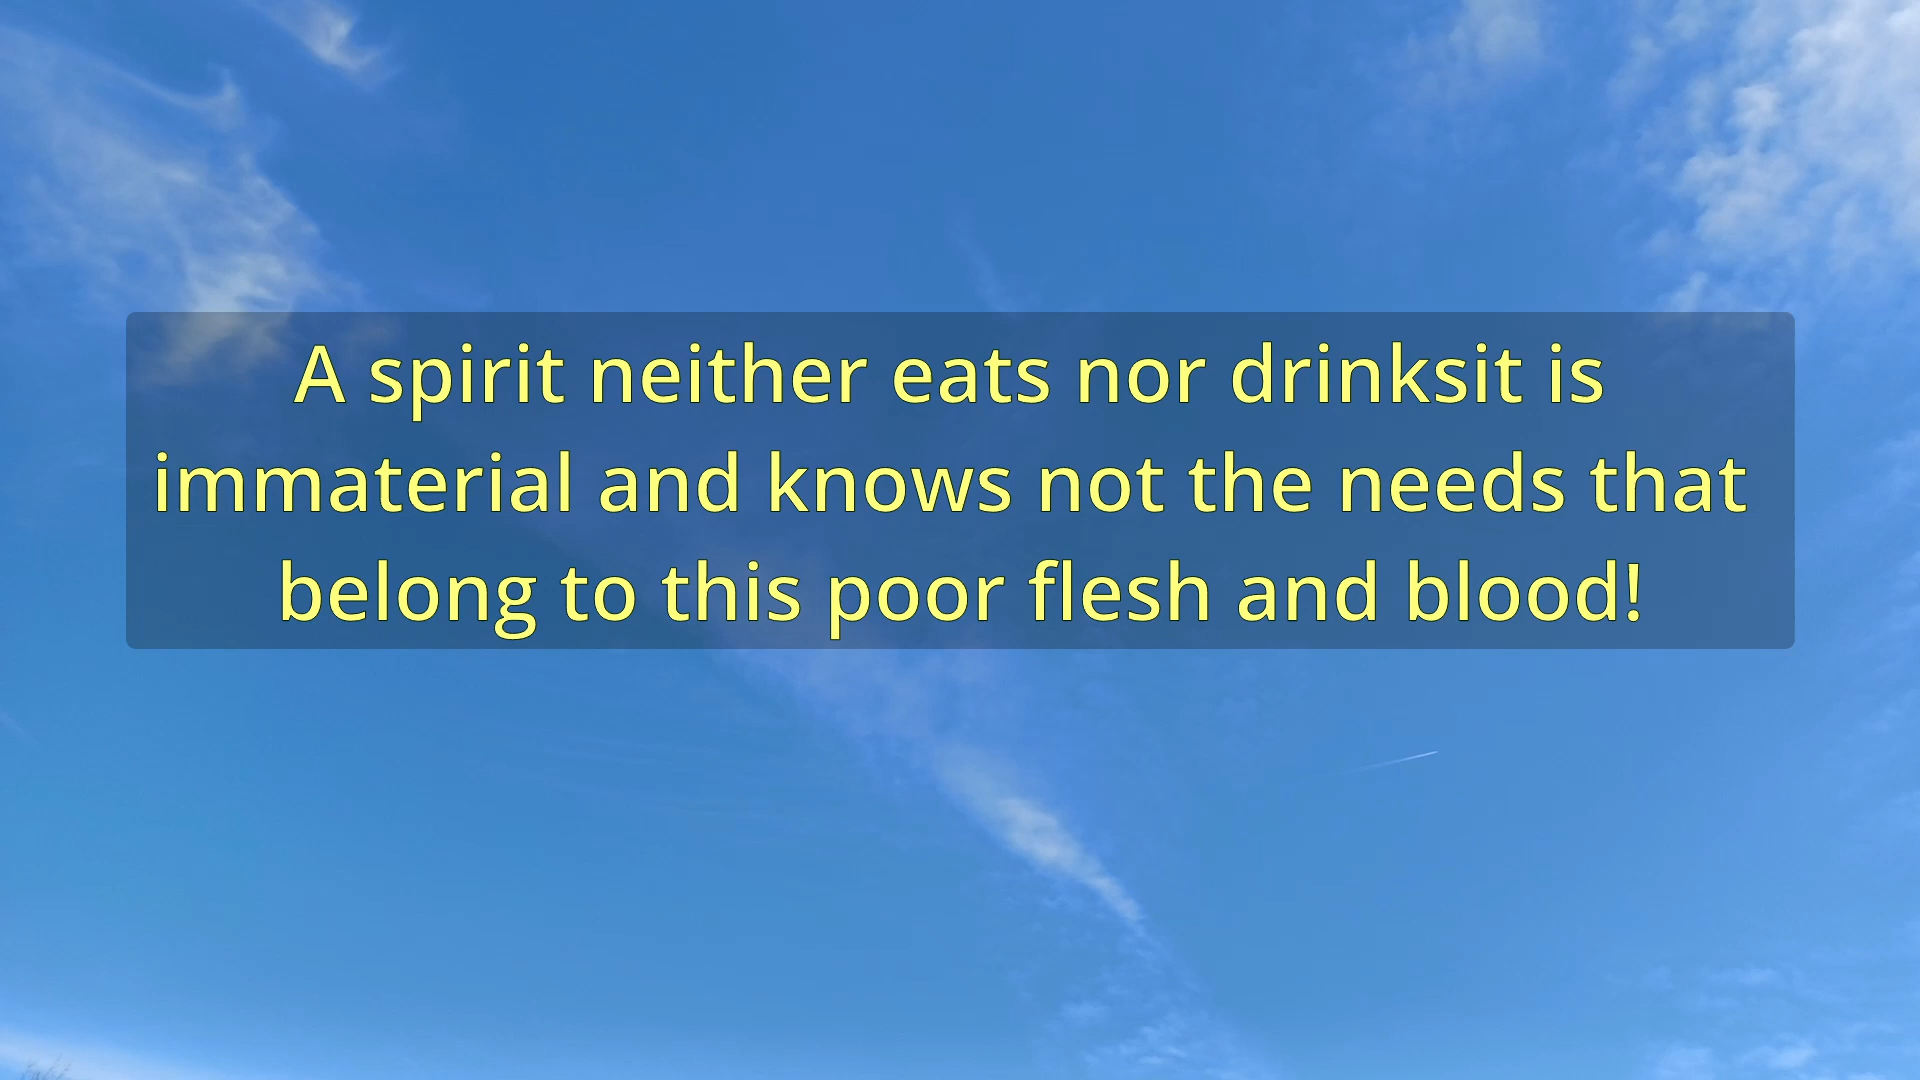 A spirit neither eats nor drinksit is
immaterial and knows not the needs that
belong to this poor flesh and blood!